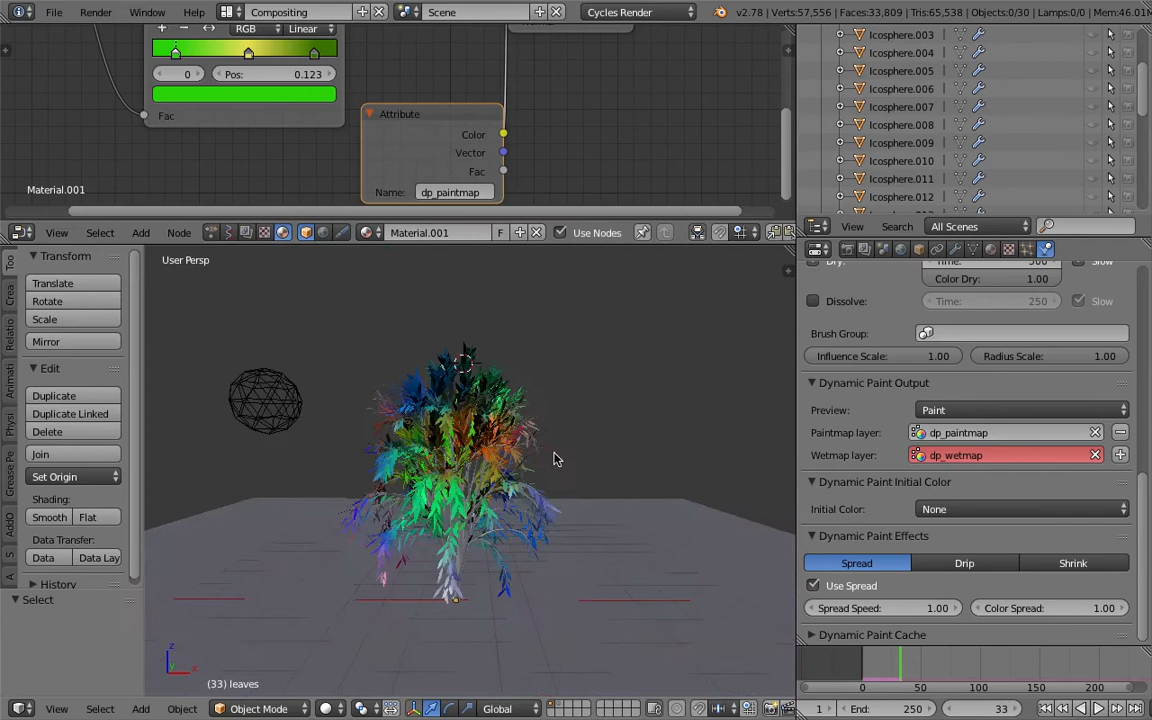 File Render Window Help Compositing Scene Cycles Render v2.78 | Verts:57,556 | Faces:33,809 | Tris:65,538 | Objects:0/30 | Lamps:0/0 | Mem:46.01
RGB Linear
0 Pos: 0.123
Fac
Attribute
Color
Vector
Fac
Name: dp_paintmap
Material.001
View Select Add Node Material.001 F Use Nodes
Icosphere.003
Icosphere.004
Icosphere.005
Icosphere.006
Icosphere.007
Icosphere.008
Icosphere.009
Icosphere.010
Icosphere.011
Icosphere.012
View Search All Scenes
Transform
Translate
Rotate
Scale
Mirror
Edit
Duplicate
Duplicate Linked
Delete
Join
Set Origin
Shading:
Smooth Flat
Data Transfer:
Data Data Lay
History
Select
Too
Crea
Relatio
Animati
Physi
Grease Pe
AddO
S
A
User Persp
z
y
x
(33) leaves
View Select Add Object Object Mode Global
Color Dry: 1.00
Dissolve: Time: 250 Slow
Brush Group:
Influence Scale: 1.00 Radius Scale: 1.00
Dynamic Paint Output
Preview: Paint
Paintmap layer: dp_paintmap
Wetmap layer: dp_wetmap
Dynamic Paint Initial Color
Initial Color: None
Dynamic Paint Effects
Spread Drip Shrink
Use Spread
Spread Speed: 1.00 Color Spread: 1.00
Dynamic Paint Cache
0 50 100 150 200
1 End: 250 33